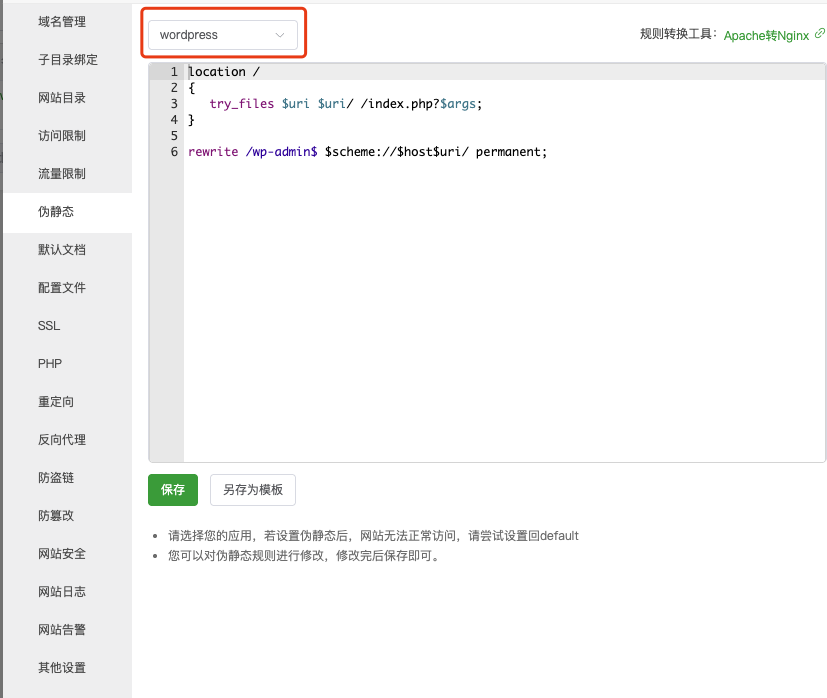 域名管理
子目录绑定
网站目录
访问限制
流量限制
伪静态
默认文档
配置文件
SSL
PHP
重定向
反向代理
防盗链
防篡改
网站安全
网站日志
网站告警
其他设置
wordpress
规则转换工具： Apache转Nginx
1 location /
2 {
3 try_files $uri $uri/ /index.php?$args;
4 }
5
6 rewrite /wp-admin$ $scheme://$host$uri/ permanent;
保存 另存为模板
请选择您的应用，若设置伪静态后，网站无法正常访问，请尝试设置回default
您可以对伪静态规则进行修改，修改完后保存即可。